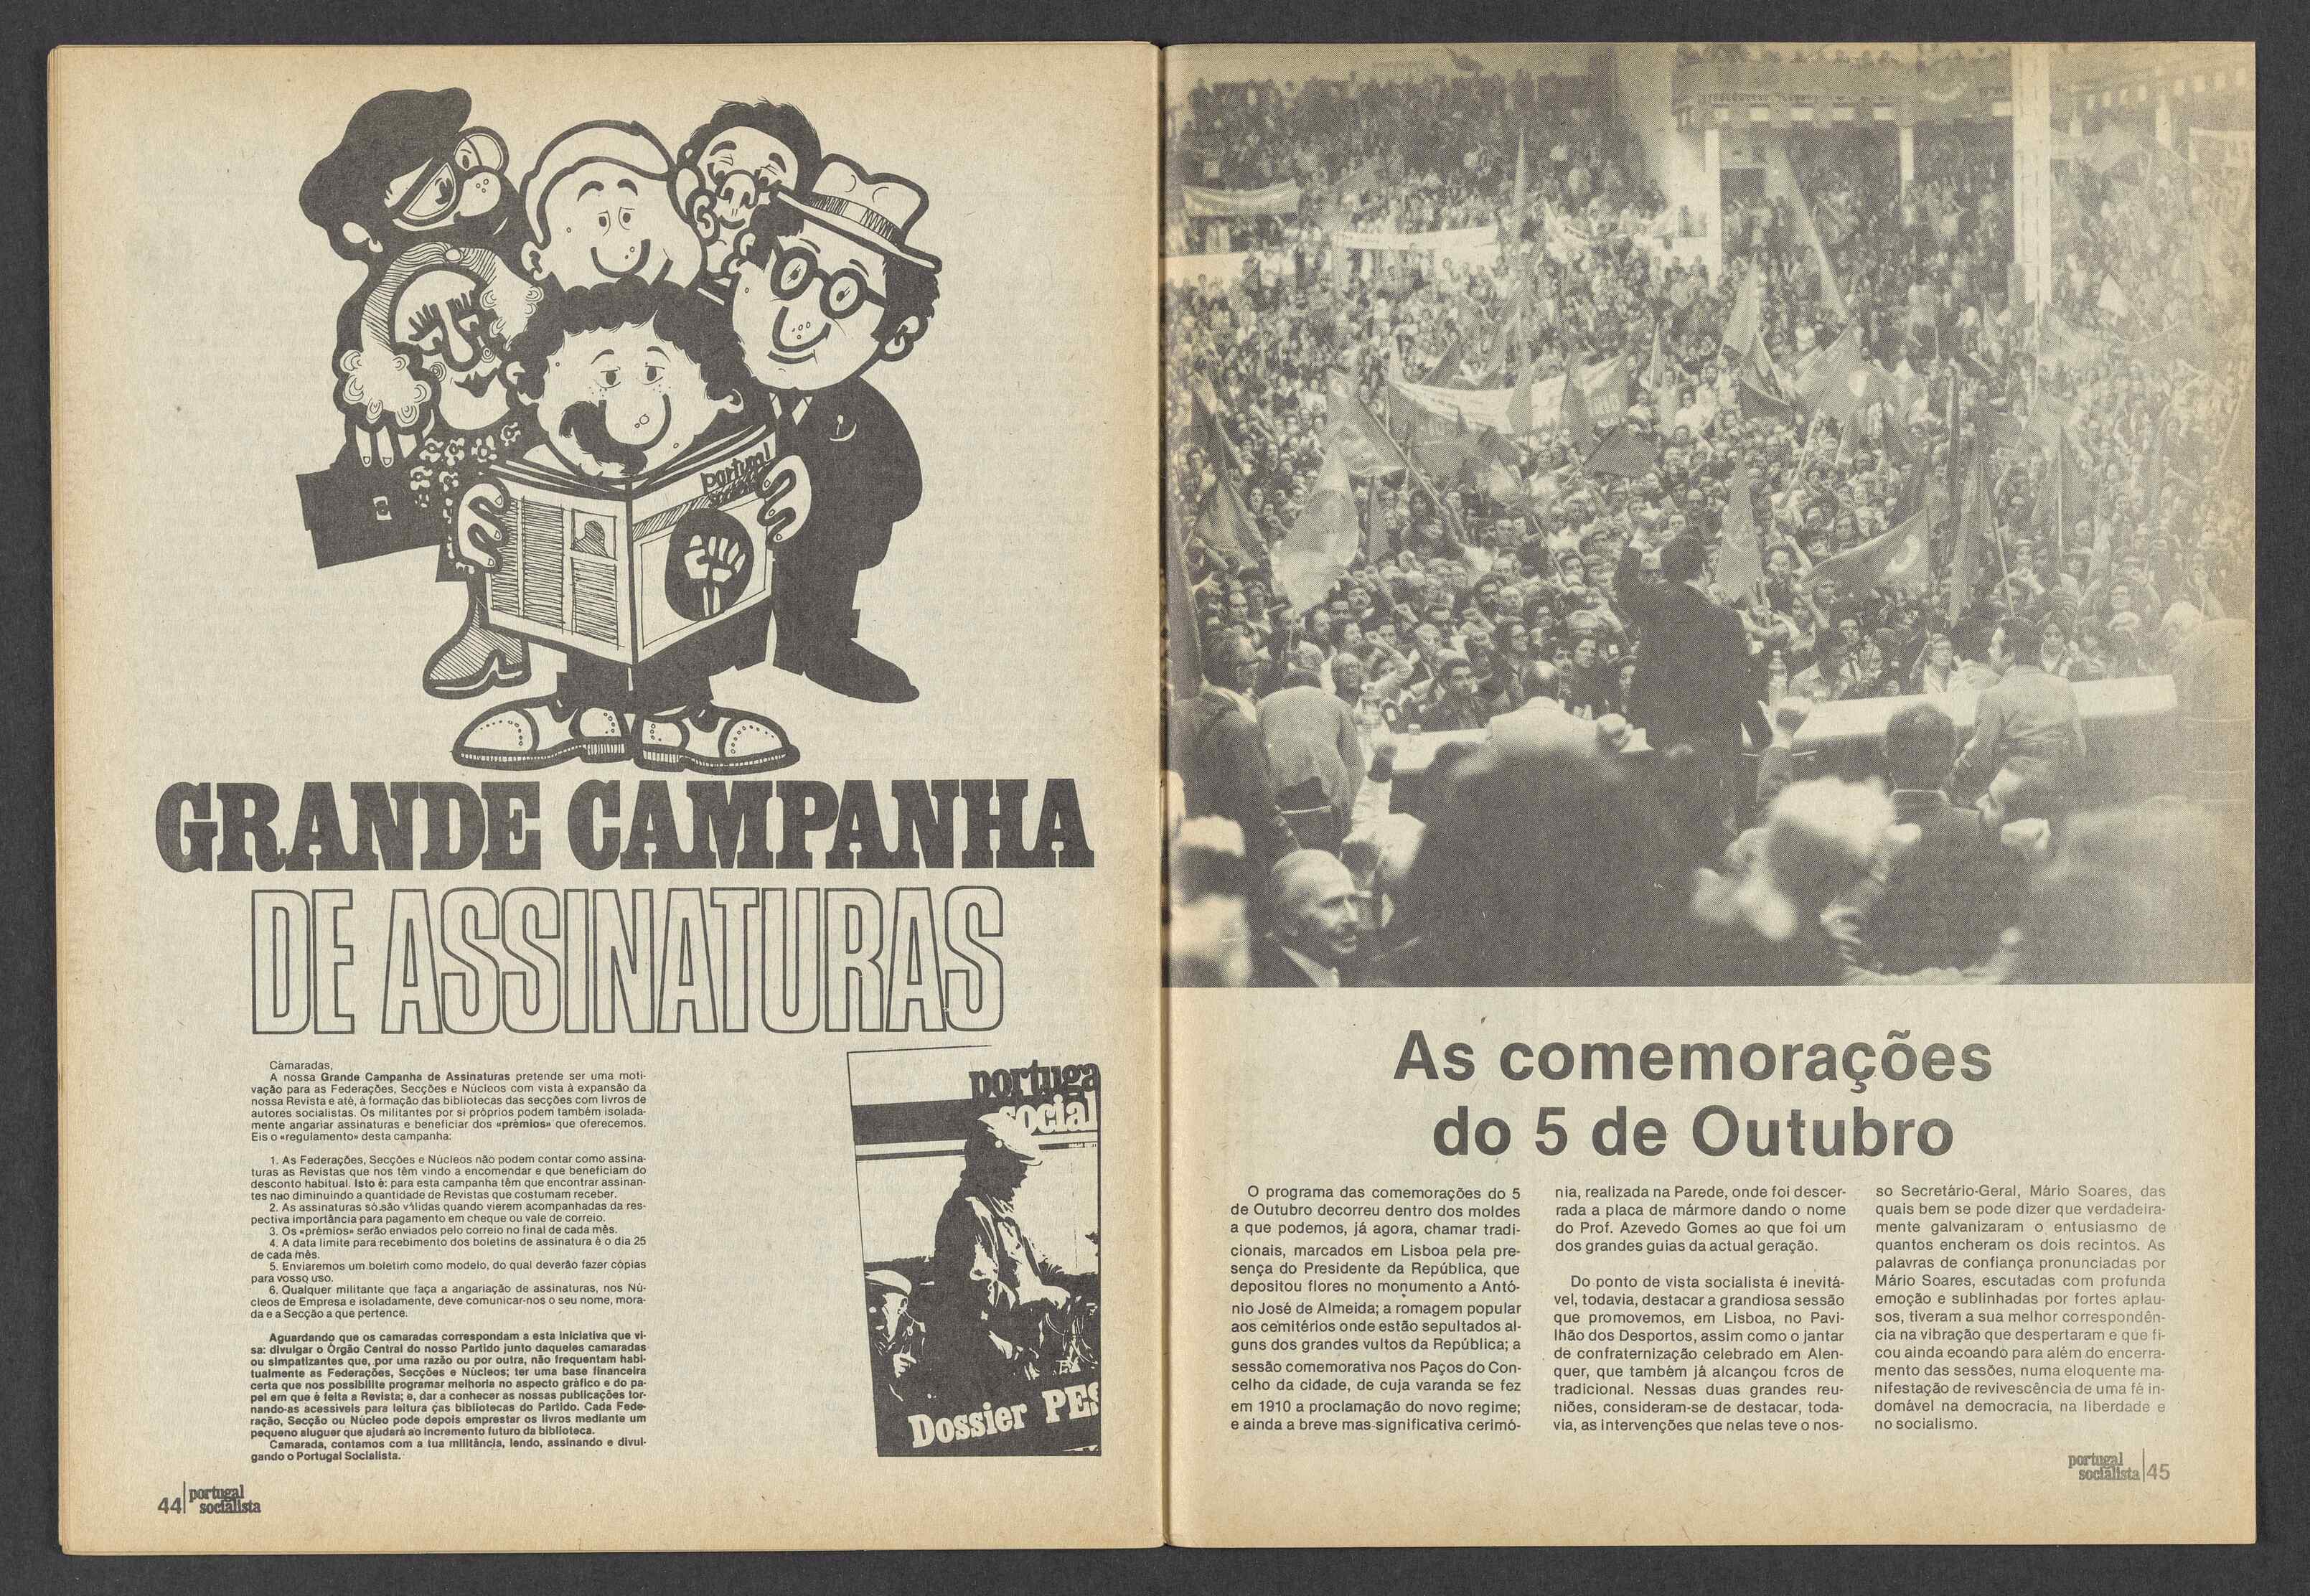 portugal
GRANDE CAMPANHA
DE ASSINATURAS
Camaradas,
A nossa Grande Campanha de Assinaturas pretende ser uma moti-
vação para as Federações, Secções e Núcleos com vista à expansão da
nossa Revista e até, à formação das bibliotecas das secções com livros de
autores socialistas. Os militantes por si próprios podem também isolada-
mente angariar assinaturas e beneficiar dos «prémios» que oferecemos.
Eis o «regulamento» desta campanha:
1. As Federações, Secções e Núcleos não podem contar como assina-
turas as Revistas que nos têm vindo a encomendar e que beneficiam do
desconto habitual. Isto é: para esta campanha têm que encontrar assinan-
tes nao diminuindo a quantidade de Revistas que costumam receber.
2. As assinaturas só são válidas quando vierem acompanhadas da res-
pectiva importância para pagamento em cheque ou vale de correio.
3. Os «prémios» serão enviados pelo correio no final de cada mês.
4. A data limite para recebimento dos boletins de assinatura é o dia 25
de cada mês.
5. Enviaremos um boletim como modelo, do qual deverão fazer cópias
para vosso uso.
6. Qualquer militante que faça a angariação de assinaturas, nos Nú-
cleos de Empresa e isoladamente, deve comunicar-nos o seu nome, mora-
da e a Secção a que pertence.
Aguardando que os camaradas correspondam a esta iniciativa que vi-
sa: divulgar o Órgão Central do nosso Partido junto daqueles camaradas
ou simpatizantes que, por uma razão ou por outra, não frequentam habi-
tualmente as Federações, Secções e Núcleos; ter uma base financeira
certa que nos possibilite programar melhoria no aspecto gráfico e do pa-
pel em que é feita a Revista; e, dar a conhecer as nossas publicações tor-
nando-as acessíveis para leitura ças bibliotecas do Partido. Cada Fede-
ração, Secção ou Núcleo pode depois emprestar os livros mediante um
pequeno aluguer que ajudará ao incremento futuro da biblioteca.
Camarada, contamos com a tua militância, lendo, assinando e divul-
gando o Portugal Socialista.
portuga
social
Dossier PES
44 portugal
socialista
As comemorações
do 5 de Outubro
O programa das comemorações do 5
de Outubro decorreu dentro dos moldes
a que podemos, já agora, chamar tradi-
cionais, marcados em Lisboa pela pre-
sença do Presidente da República, que
depositou flores no monumento a Antó-
nio José de Almeida; a romagem popular
aos cemitérios onde estão sepultados al-
guns dos grandes vultos da República; a
sessão comemorativa nos Paços do Con-
celho da cidade, de cuja varanda se fez
em 1910 a proclamação do novo regime;
e ainda a breve mas significativa cerimó-
nia, realizada na Parede, onde foi descer-
rada a placa de mármore dando o nome
do Prof. Azevedo Gomes ao que foi um
dos grandes guias da actual geração.
Do ponto de vista socialista é inevitá-
vel, todavia, destacar a grandiosa sessão
que promovemos, em Lisboa, no Pavi-
lhão dos Desportos, assim como o jantar
de confraternização celebrado em Alen-
quer, que também já alcançou fcros de
tradicional. Nessas duas grandes reu-
niões, consideram-se de destacar, toda-
via, as intervenções que nelas teve o nos-
so Secretário-Geral, Mário Soares, das
quais bem se pode dizer que verdadeira-
mente galvanizaram o entusiasmo de
quantos encheram os dois recintos. As
palavras de confiança pronunciadas por
Mário Soares, escutadas com profunda
emoção e sublinhadas por fortes aplau-
sos, tiveram a sua melhor correspondên-
cia na vibração que despertaram e que fi-
cou ainda ecoando para além do encerra-
mento das sessões, numa eloquente ma-
nifestação de revivescência de uma fé in-
domável na democracia, na liberdade e
no socialismo.
portugal
socialista 45